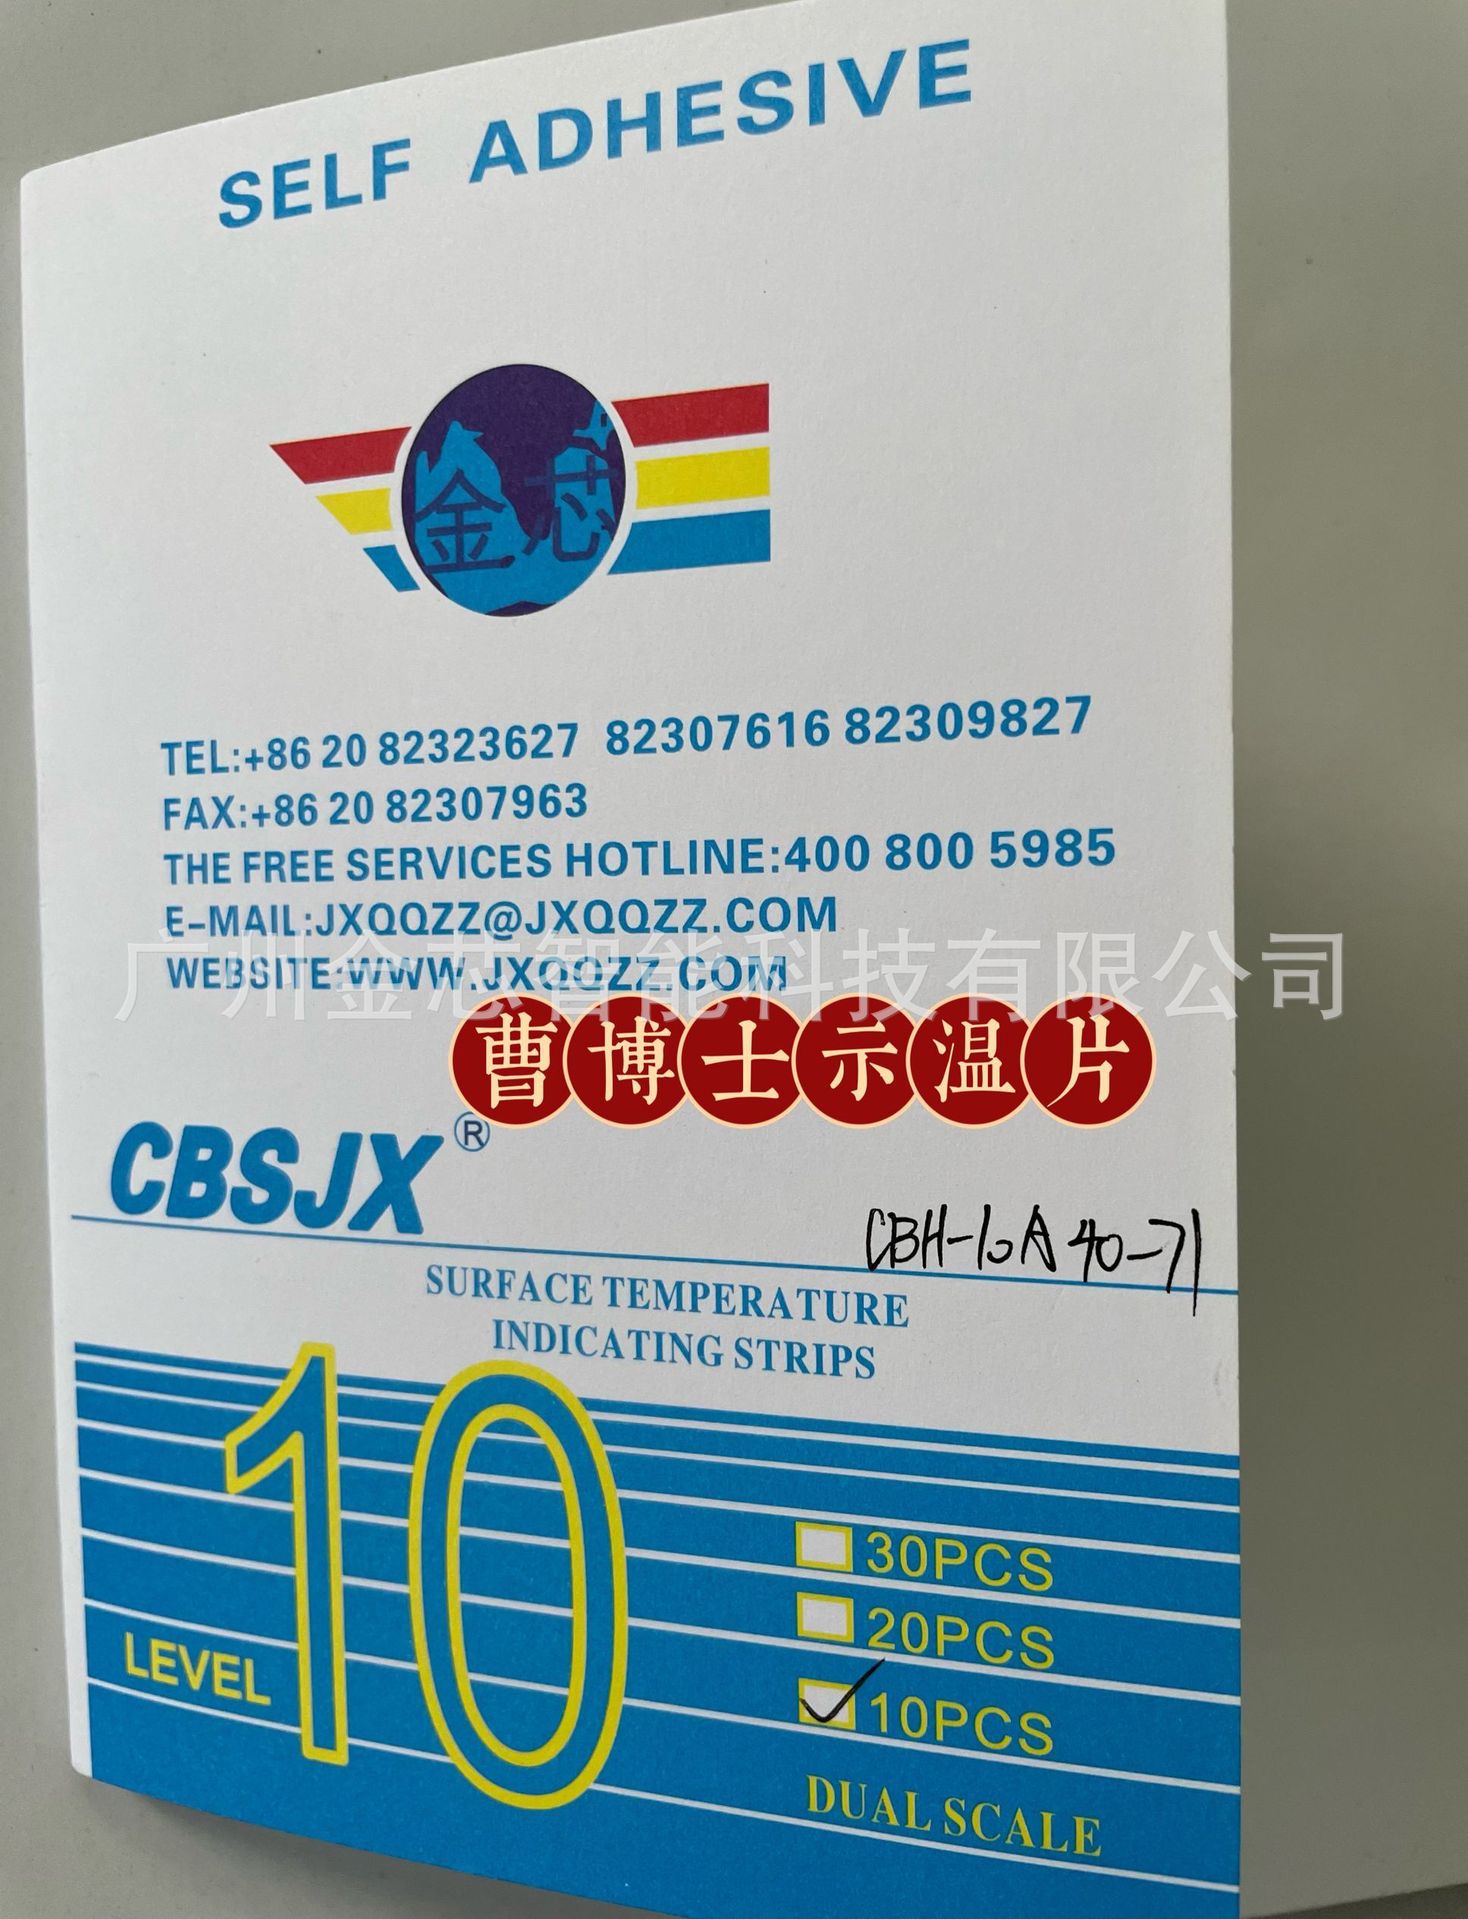 SELF ADHESIVE
金芯
TEL:+86 20 82323627 82307616 82309827
FAX:+86 20 82307963
THE FREE SERVICES HOTLINE:400 800 5985
E-MAIL:JXQQZZ@JXQQZZ.COM
WEBSITE:WWW.JXQQZZ.COM
广州金芯智能科技有限公司
曹博士示温片
CBSJX®
CBH-10A 40-71
SURFACE TEMPERATURE
INDICATING STRIPS
LEVEL 10
30PCS
20PCS
10PCS
DUAL SCALE